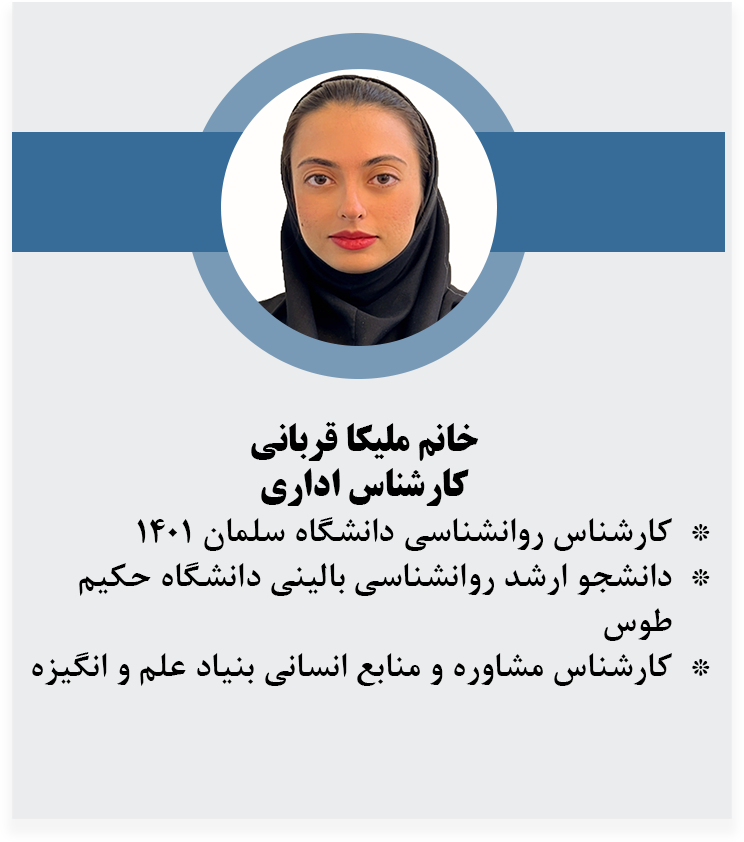 خانم ملیکا قربانی
کارشناس اداری
❊ کارشناس روانشناسی دانشگاه سلمان ۱۴۰۱
❊ دانشجو ارشد روانشناسی بالینی دانشگاه حکیم
طوس
❊ کارشناس مشاوره و منابع انسانی بنیاد علم و انگیزه